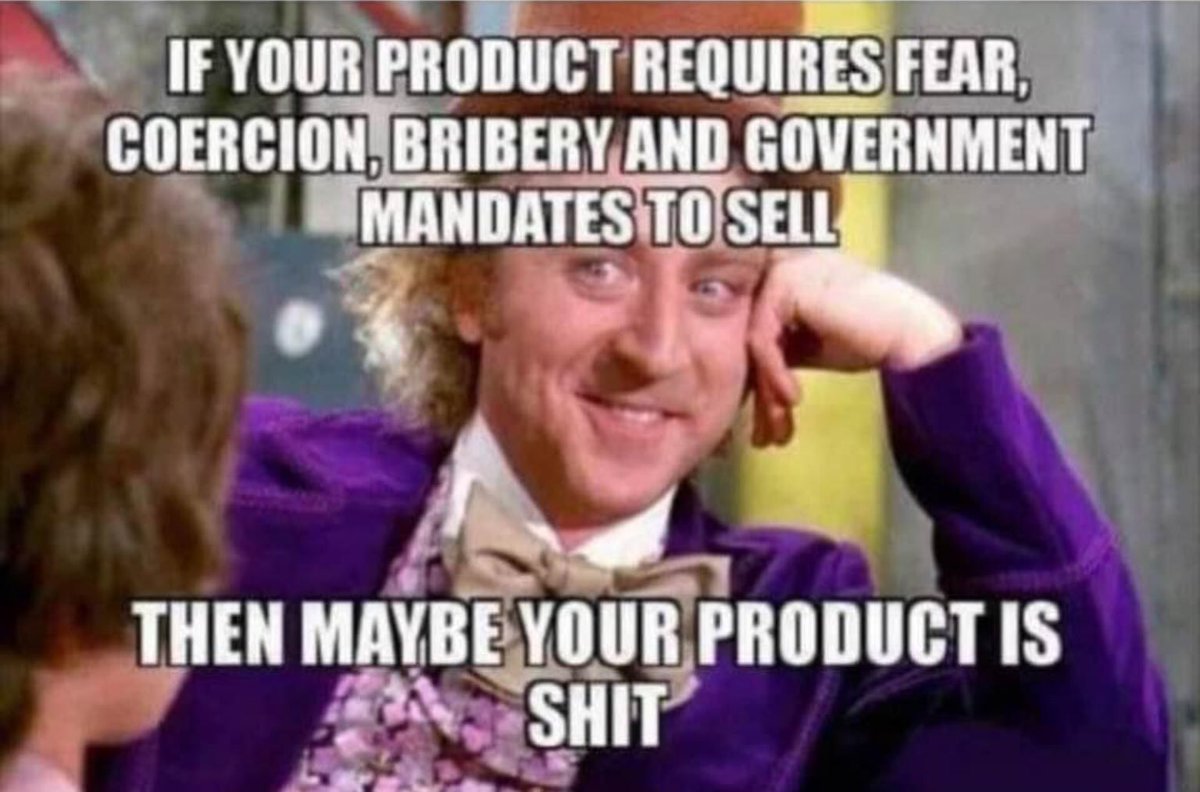 IF YOUR PRODUCT REQUIRES FEAR,
COERCION, BRIBERY AND GOVERNMENT
MANDATES TO SELL
THEN MAYBE YOUR PRODUCT IS
SHIT